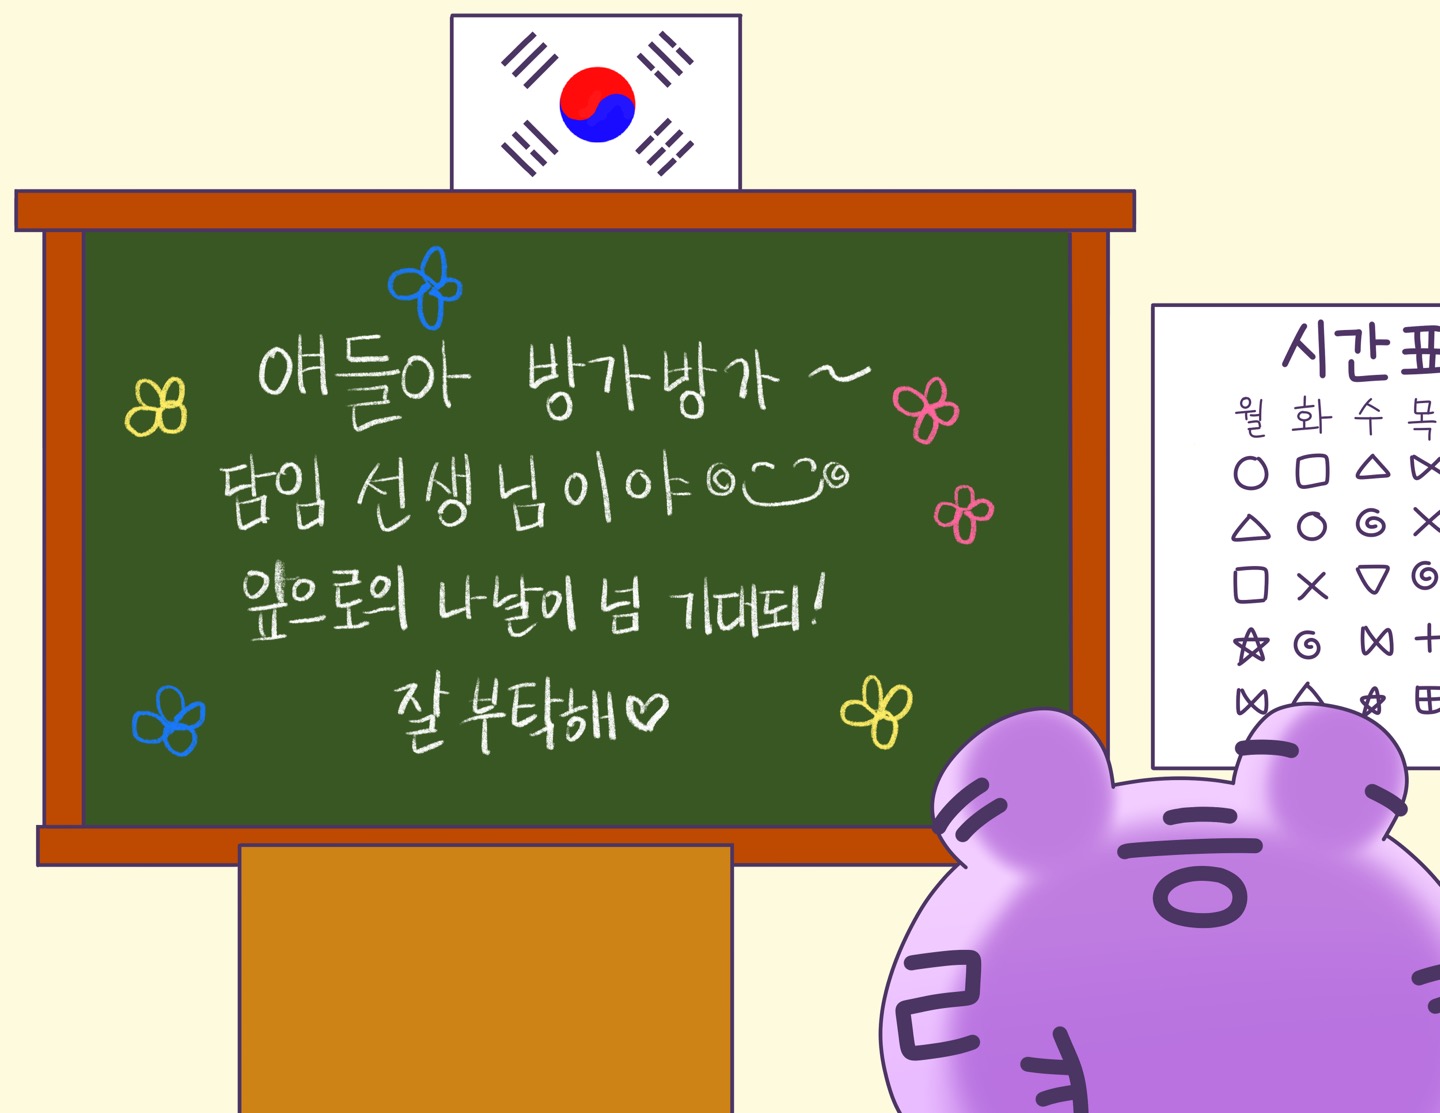 얘들아 방가방가 ~
담임 선생님이야
앞으로의 나날이 넘 기대되!
잘 부탁해♡
시간표
월 화 수 목
ㅎ
ㄹ